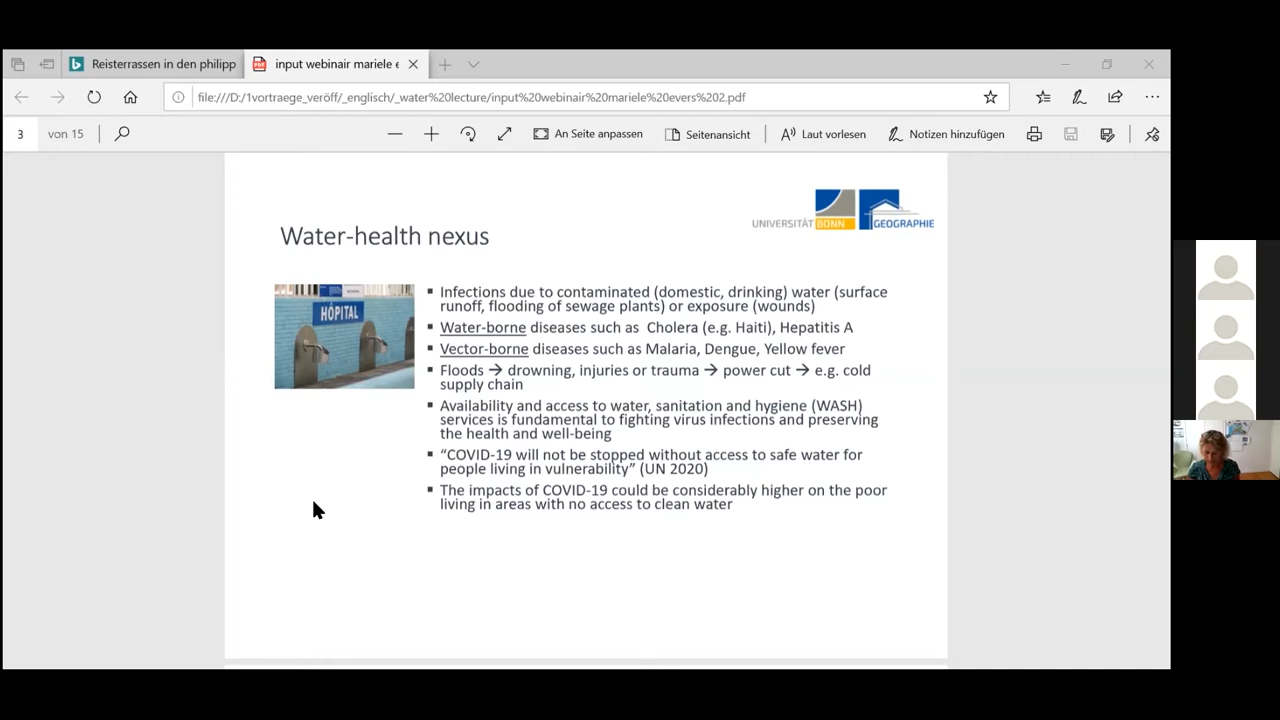 Reisterrassen in den philipp
input webinair mariele e
file:///D:/1vortraege_veröff/_englisch/_water%20lecture/input%20webinair%20mariele%20evers%202.pdf
3 von 15
An Seite anpassen
Seitenansicht
Laut vorlesen
Notizen hinzufügen
UNIVERSITÄT BONN GEOGRAPHIE
Water-health nexus
HÔPITAL
▪ Infections due to contaminated (domestic, drinking) water (surface
runoff, flooding of sewage plants) or exposure (wounds)
▪ Water-borne diseases such as Cholera (e.g. Haiti), Hepatitis A
▪ Vector-borne diseases such as Malaria, Dengue, Yellow fever
▪ Floods → drowning, injuries or trauma → power cut → e.g. cold
supply chain
▪ Availability and access to water, sanitation and hygiene (WASH)
services is fundamental to fighting virus infections and preserving
the health and well-being
▪ “COVID-19 will not be stopped without access to safe water for
people living in vulnerability” (UN 2020)
▪ The impacts of COVID-19 could be considerably higher on the poor
living in areas with no access to clean water